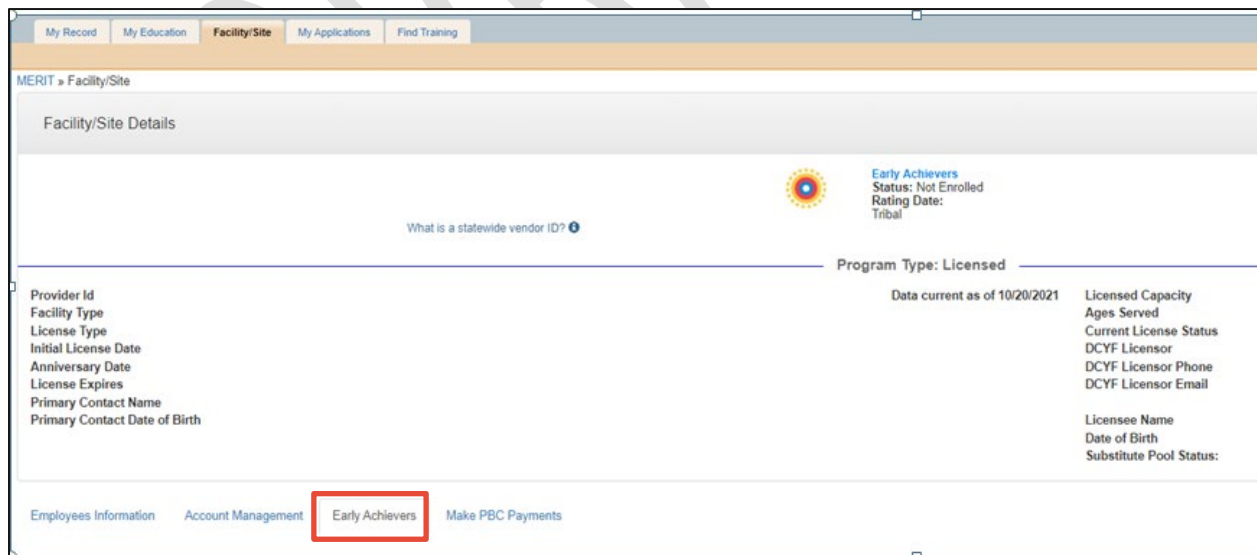 My Record My Education Facility/Site My Applications Find Training
MERIT » Facility/Site
Facility/Site Details
Early Achievers
Status: Not Enrolled
Rating Date:
Tribal
What is a statewide vendor ID?
Program Type: Licensed
Data current as of 10/20/2021
Provider Id
Facility Type
License Type
Initial License Date
Anniversary Date
License Expires
Primary Contact Name
Primary Contact Date of Birth
Licensed Capacity
Ages Served
Current License Status
DCYF Licensor
DCYF Licensor Phone
DCYF Licensor Email
Licensee Name
Date of Birth
Substitute Pool Status:
Employees Information Account Management Early Achievers Make PBC Payments